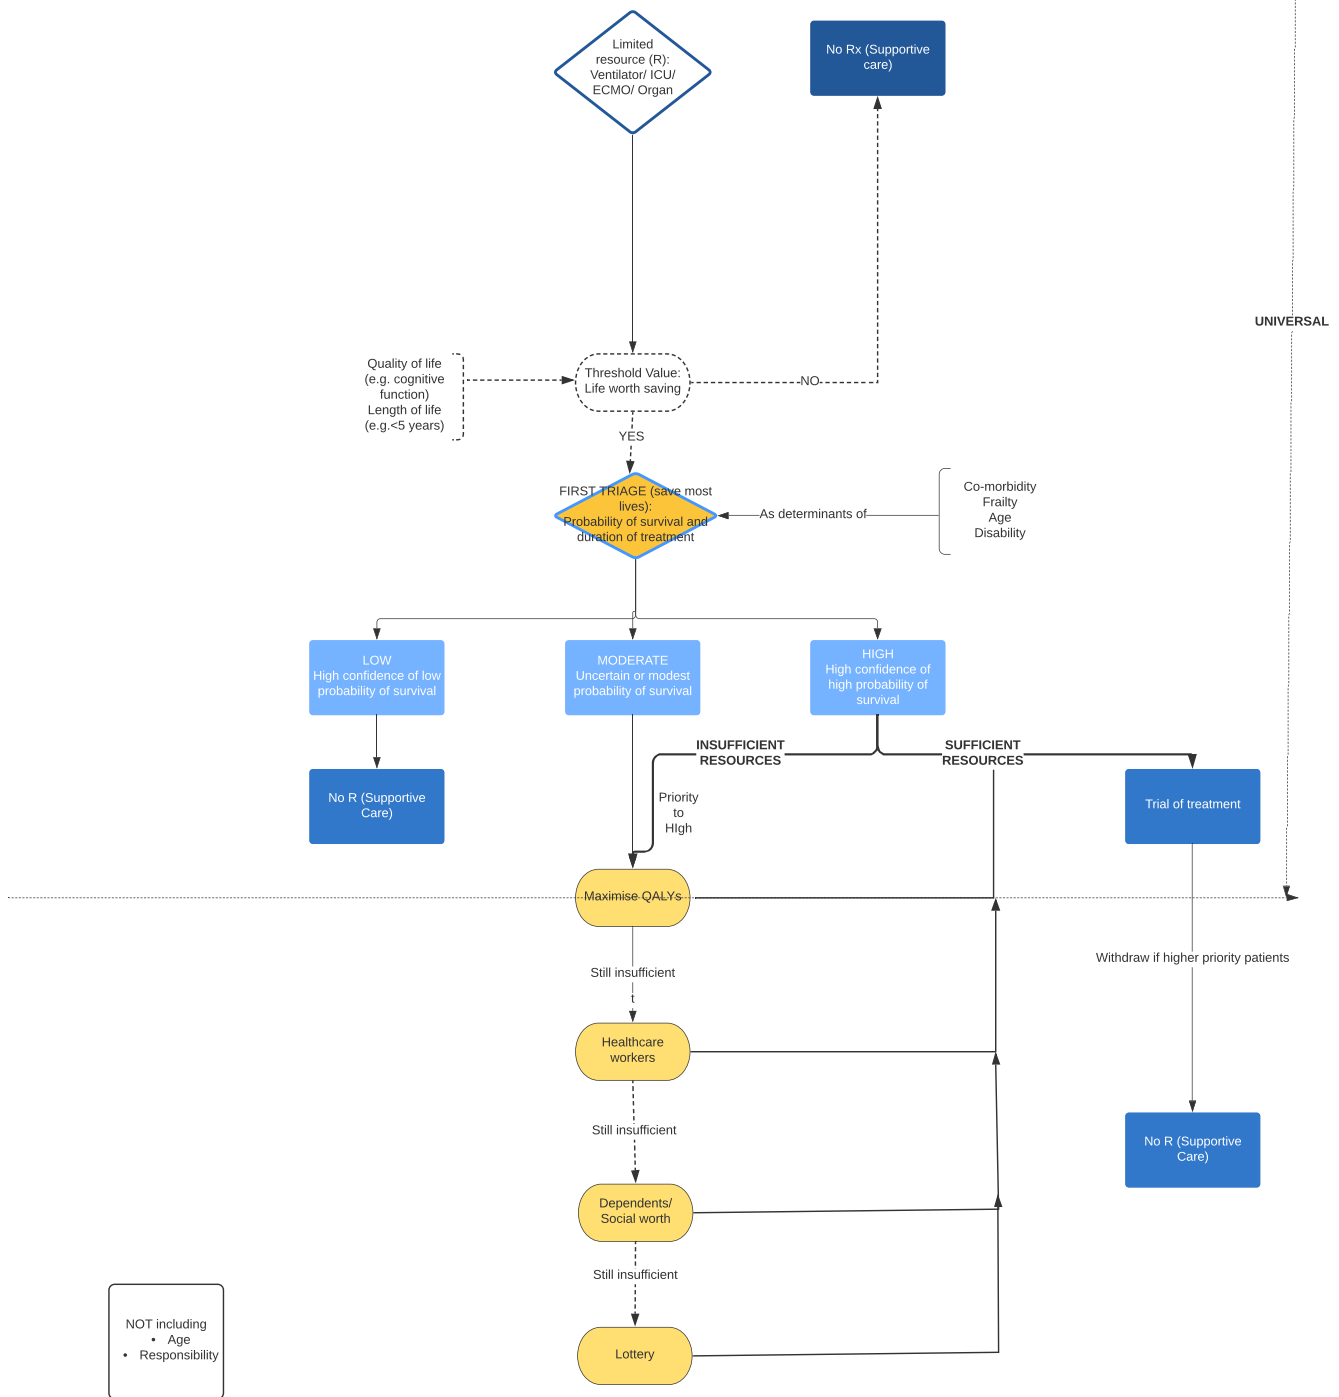 Limited
resource (R):
Ventilator/ ICU/
ECMO/ Organ
No Rx (Supportive
care)
UNIVERSAL
Quality of life
(e.g. cognitive
function)
Length of life
(e.g.<5 years)
Threshold Value:
Life worth saving
NO
YES
FIRST TRIAGE (save most
lives):
Probability of survival and
duration of treatment
As determinants of
Co-morbidity
Frailty
Age
Disability
LOW
High confidence of low
probability of survival
MODERATE
Uncertain or modest
probability of survival
HIGH
High confidence of
high probability of
survival
INSUFFICIENT
RESOURCES
SUFFICIENT
RESOURCES
No R (Supportive
Care)
Priority
to
HIgh
Trial of treatment
Maximise QALYs
Still insufficient
t
Withdraw if higher priority patients
Healthcare
workers
Still insufficient
No R (Supportive
Care)
Dependents/
Social worth
Still insufficient
Lottery
NOT including
• Age
• Responsibility